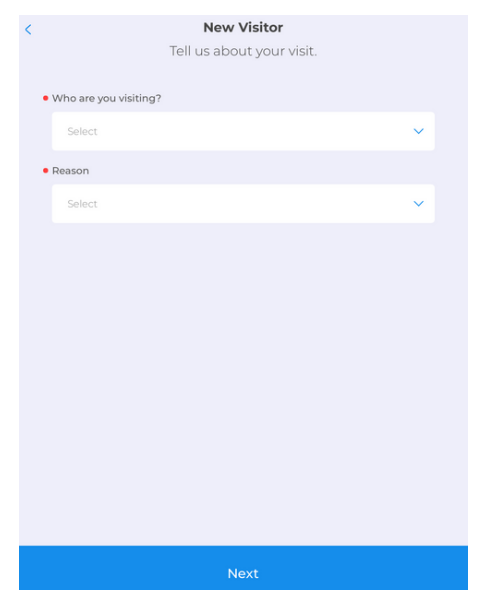 New Visitor
Tell us about your visit.
Who are you visiting?
Select
Reason
Select
Next